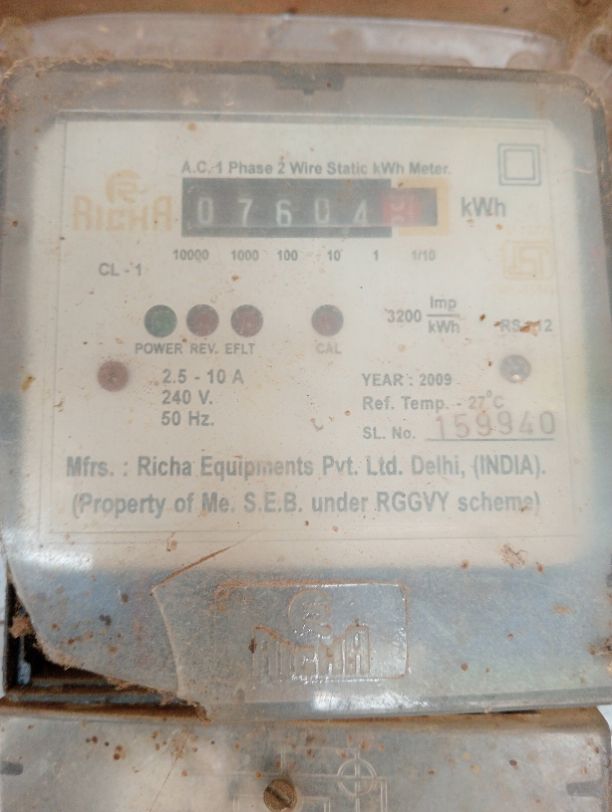 A.C. 1 Phase 2 Wire Static kWh Meter.
RICHA
07604
kWh
10000 1000 100 10 1 1/10
CL - 1
3200 Imp/kWh
POWER REV. EFLT CAL
2.5 - 10 A
240 V.
50 Hz.
YEAR : 2009
Ref. Temp. - 27°C
SL. No. 159940
Mfrs. : Richa Equipments Pvt. Ltd. Delhi, (INDIA).
(Property of Me. S.E.B. under RGGVY scheme)
RICHA